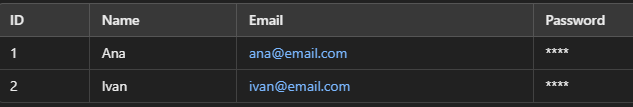 ID Name Email Password
1 Ana ana@email.com ****
2 Ivan ivan@email.com ****